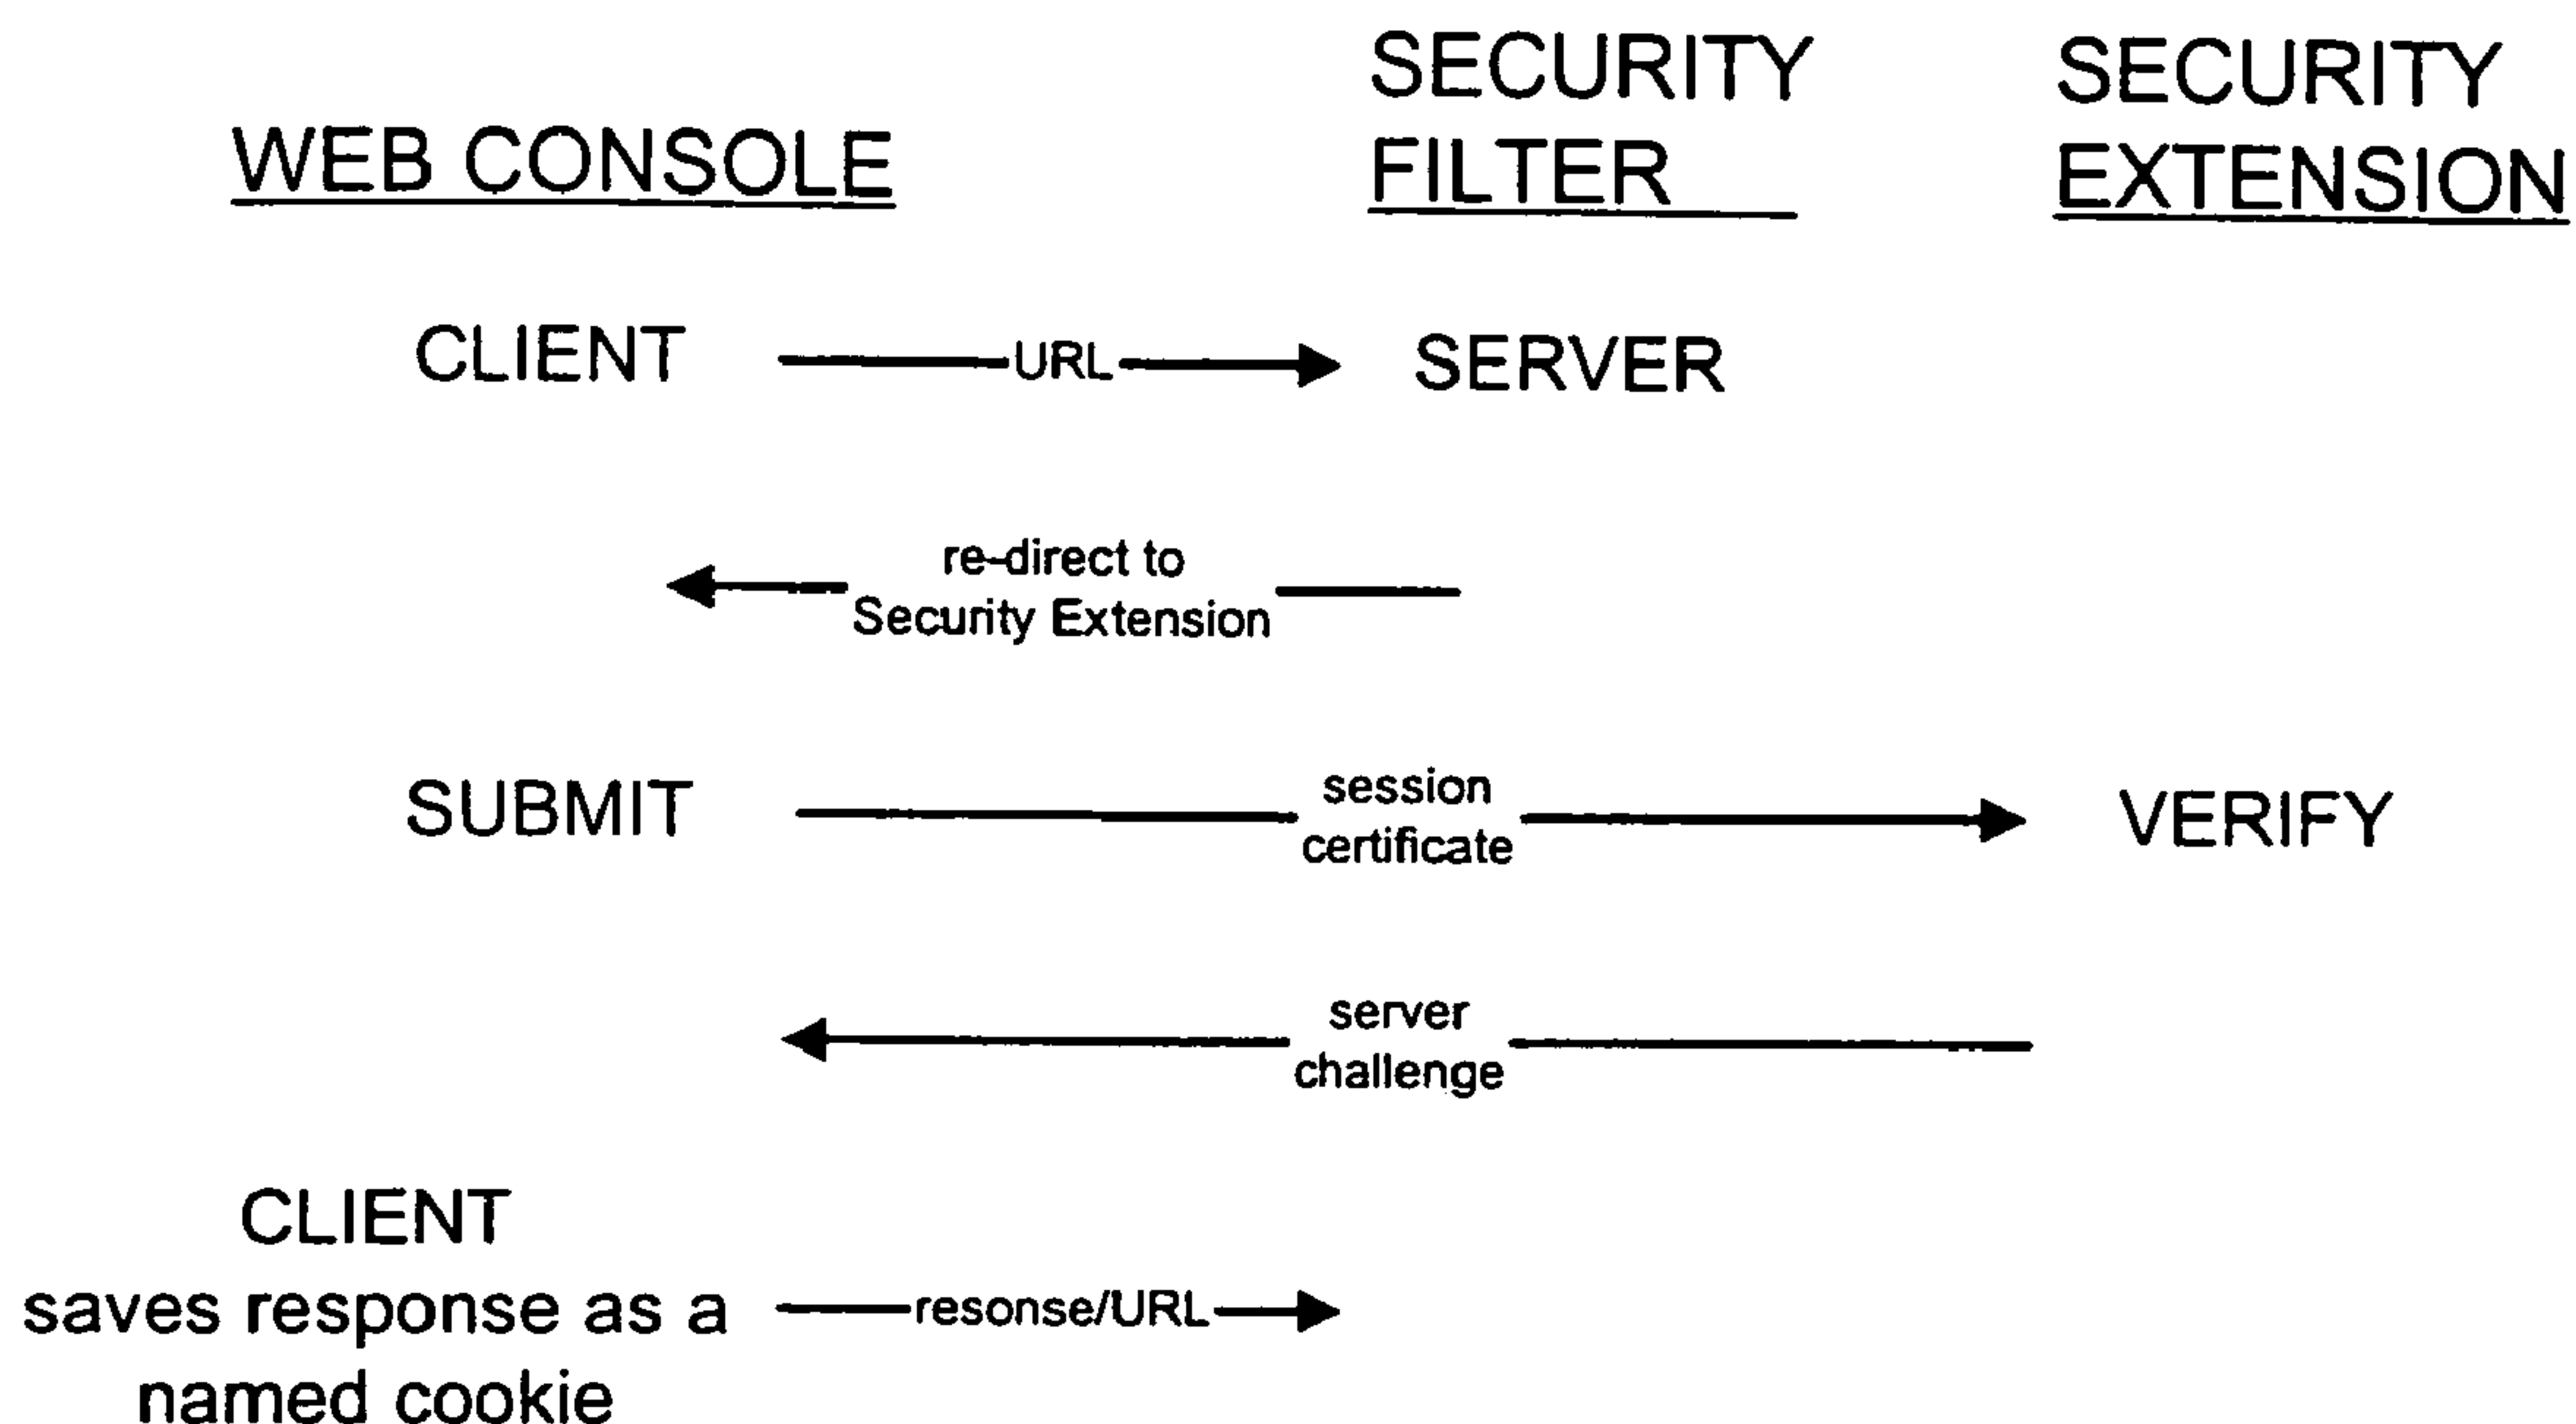 WEB CONSOLE
SECURITY
FILTER
SECURITY
EXTENSION
CLIENT
URL
SERVER
re-direct to
Security Extension
SUBMIT
session
certificate
VERIFY
server
challenge
CLIENT
saves response as a
named cookie
resonse/URL